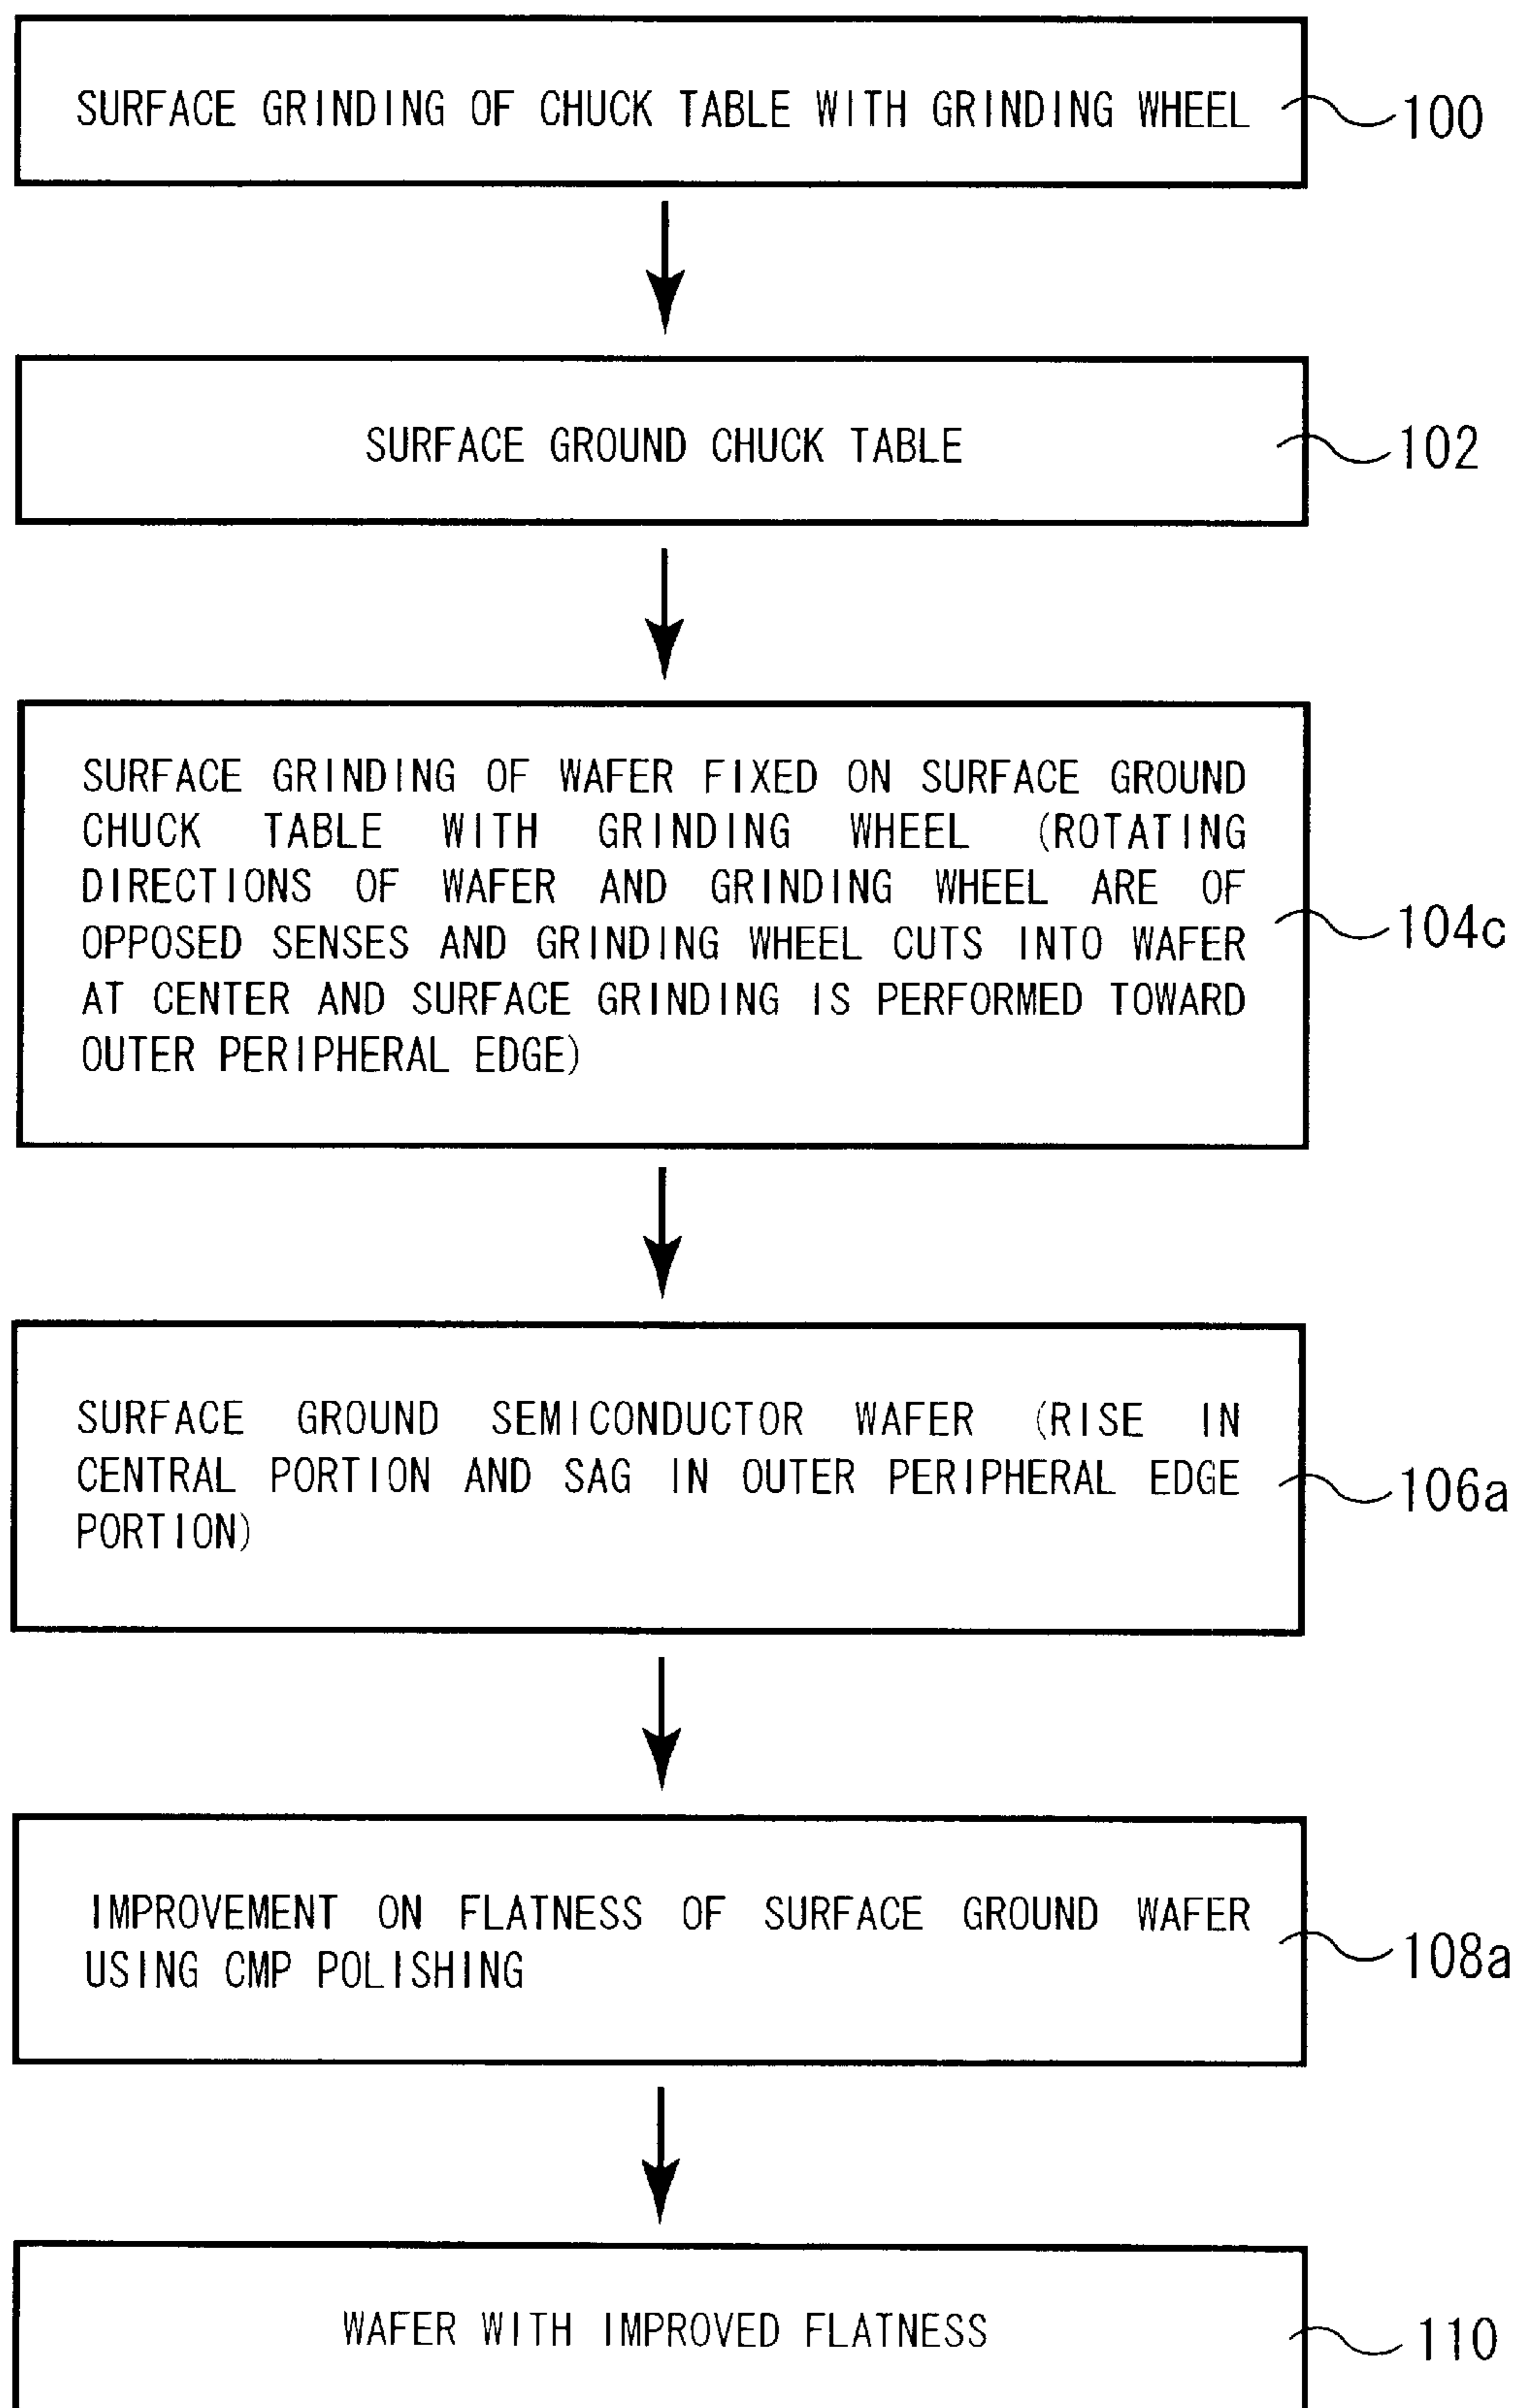 SURFACE GRINDING OF CHUCK TABLE WITH GRINDING WHEEL
100
SURFACE GROUND CHUCK TABLE
102
SURFACE GRINDING OF WAFER FIXED ON SURFACE GROUND
CHUCK TABLE WITH GRINDING WHEEL (ROTATING
DIRECTIONS OF WAFER AND GRINDING WHEEL ARE OF
OPPOSED SENSES AND GRINDING WHEEL CUTS INTO WAFER
AT CENTER AND SURFACE GRINDING IS PERFORMED TOWARD
OUTER PERIPHERAL EDGE)
104c
SURFACE GROUND SEMICONDUCTOR WAFER (RISE IN
CENTRAL PORTION AND SAG IN OUTER PERIPHERAL EDGE
PORTION)
106a
IMPROVEMENT ON FLATNESS OF SURFACE GROUND WAFER
USING CMP POLISHING
108a
WAFER WITH IMPROVED FLATNESS
110